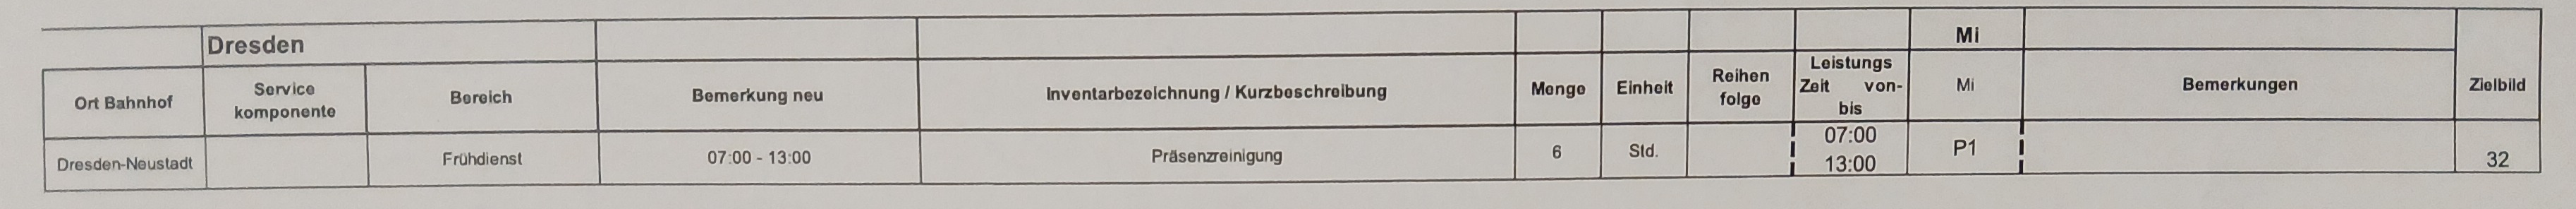 Dresden Mi
Ort Bahnhof Service komponente Bereich Bemerkung neu Inventarbezeichnung / Kurzbeschreibung Menge Einheit Reihen folge Leistungs Zeit von- bis Mi Bemerkungen Zielbild
Dresden-Neustadt Frühdienst 07:00 - 13:00 Präsenzreinigung 6 Std. 07:00 13:00 P1 32